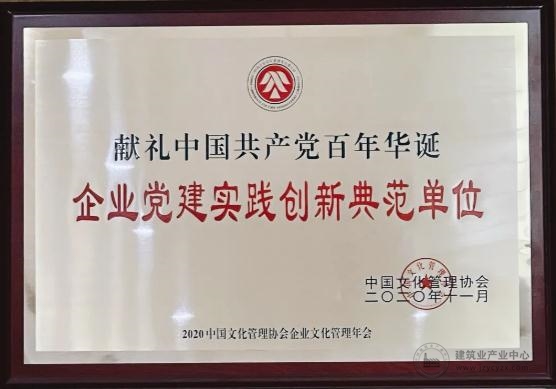 献礼中国共产党百年华诞
企业党建实践创新典范单位
中国文化管理协会
二〇二〇年十一月
2020中国文化管理协会企业文化管理年会
建筑业产业中心